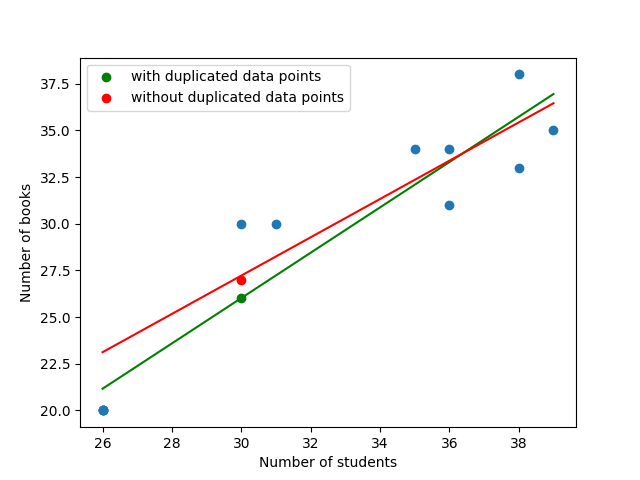 with duplicated data points
without duplicated data points
37.5
35.0
32.5
30.0
27.5
25.0
22.5
20.0
Number of books
26 28 30 32 34 36 38
Number of students